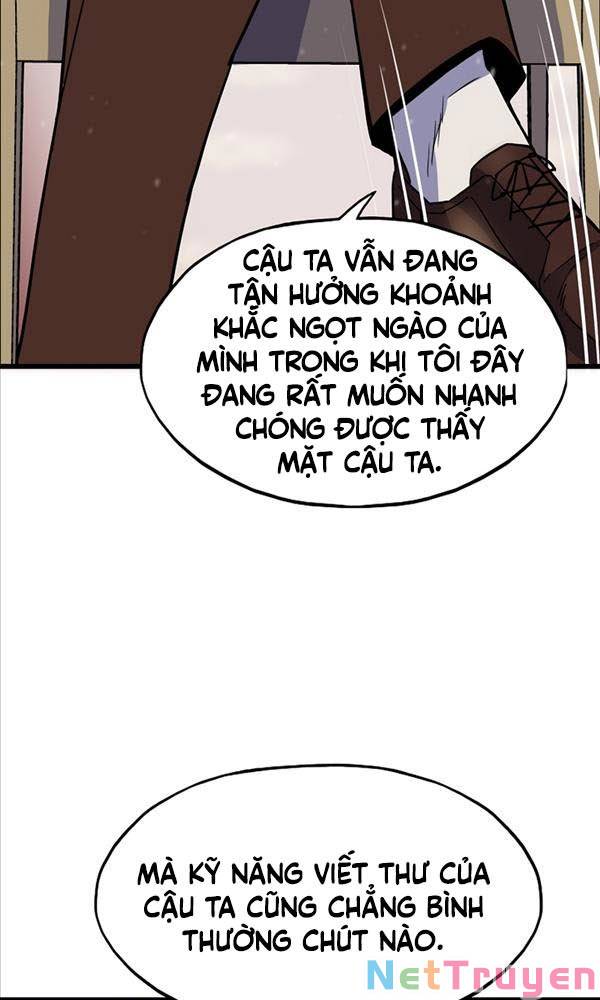 CẬU TA VẪN ĐANG
TẬN HƯỞNG KHOẢNH
KHẮC NGỌT NGÀO CỦA
MÌNH TRONG KHI TÔI ĐÂY
ĐANG RẤT MUỐN NHANH
CHÓNG ĐƯỢC THẤY
MẶT CẬU TA.
MÀ KỸ NĂNG VIẾT THƯ CỦA
CẬU TA CŨNG CHẲNG BÌNH
THƯỜNG CHÚT NÀO.
NetTruyen